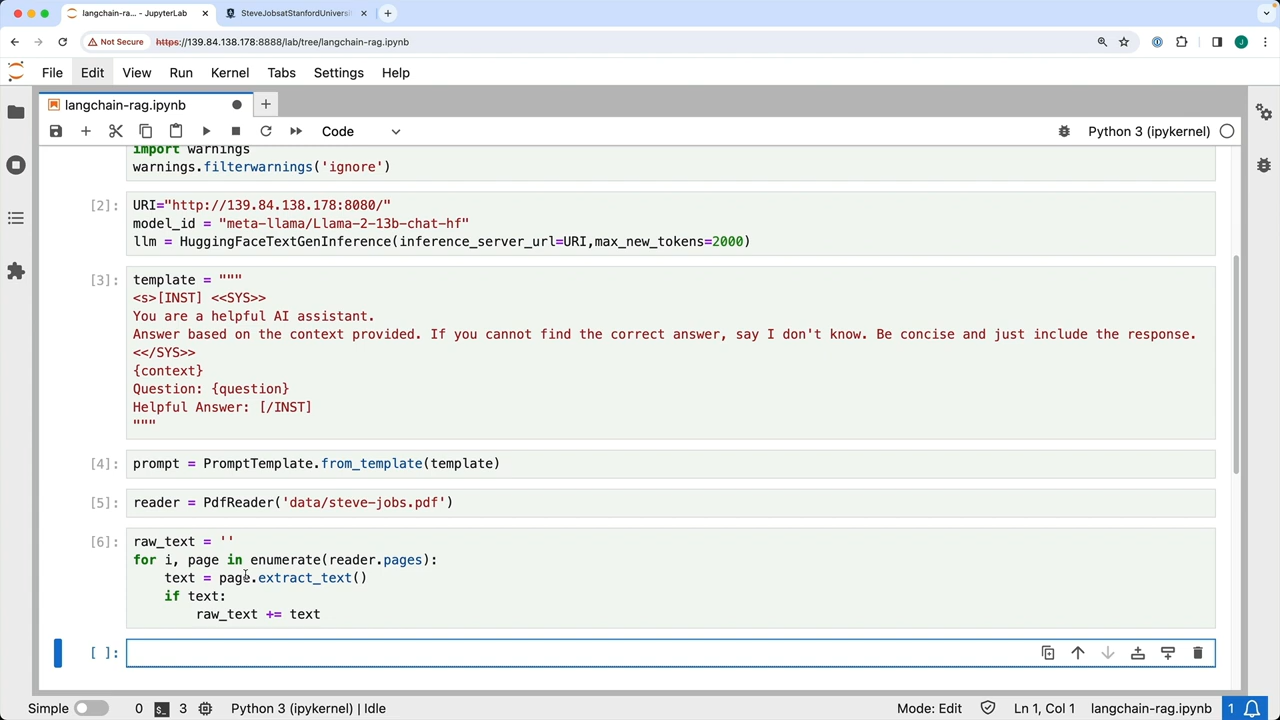 langchain-ra... - JupyterLab
SteveJobsatStanfordUniversi
Not Secure
https://139.84.138.178:8888/lab/tree/langchain-rag.ipynb
File Edit View Run Kernel Tabs Settings Help
langchain-rag.ipynb
Code
Python 3 (ipykernel)
import warnings
warnings.filterwarnings('ignore')
[2]:
URI="http://139.84.138.178:8080/"
model_id = "meta-llama/Llama-2-13b-chat-hf"
llm = HuggingFaceTextGenInference(inference_server_url=URI,max_new_tokens=2000)
[3]:
template = """
<s>[INST] <<SYS>>
You are a helpful AI assistant.
Answer based on the context provided. If you cannot find the correct answer, say I don't know. Be concise and just include the response.
<</SYS>>
{context}
Question: {question}
Helpful Answer: [/INST]
"""
[4]:
prompt = PromptTemplate.from_template(template)
[5]:
reader = PdfReader('data/steve-jobs.pdf')
[6]:
raw_text = ''
for i, page in enumerate(reader.pages):
    text = page.extract_text()
    if text:
        raw_text += text
[ ]:
Simple 0 3 Python 3 (ipykernel) | Idle Mode: Edit Ln 1, Col 1 langchain-rag.ipynb 1